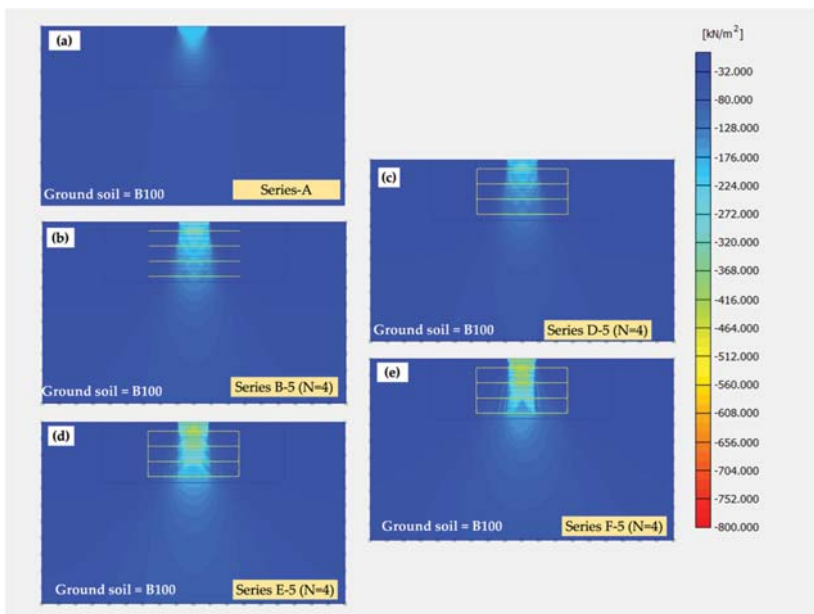 (a)
Ground soil = B100
Series-A
(b)
Ground soil = B100
Series B-5 (N=4)
(d)
Ground soil = B100
Series E-5 (N=4)
(c)
Ground soil = B100
Series D-5 (N=4)
(e)
Ground soil = B100
Series F-5 (N=4)
[kN/m²]
-32.000
-80.000
-128.000
-176.000
-224.000
-272.000
-320.000
-368.000
-416.000
-464.000
-512.000
-560.000
-608.000
-656.000
-704.000
-752.000
-800.000